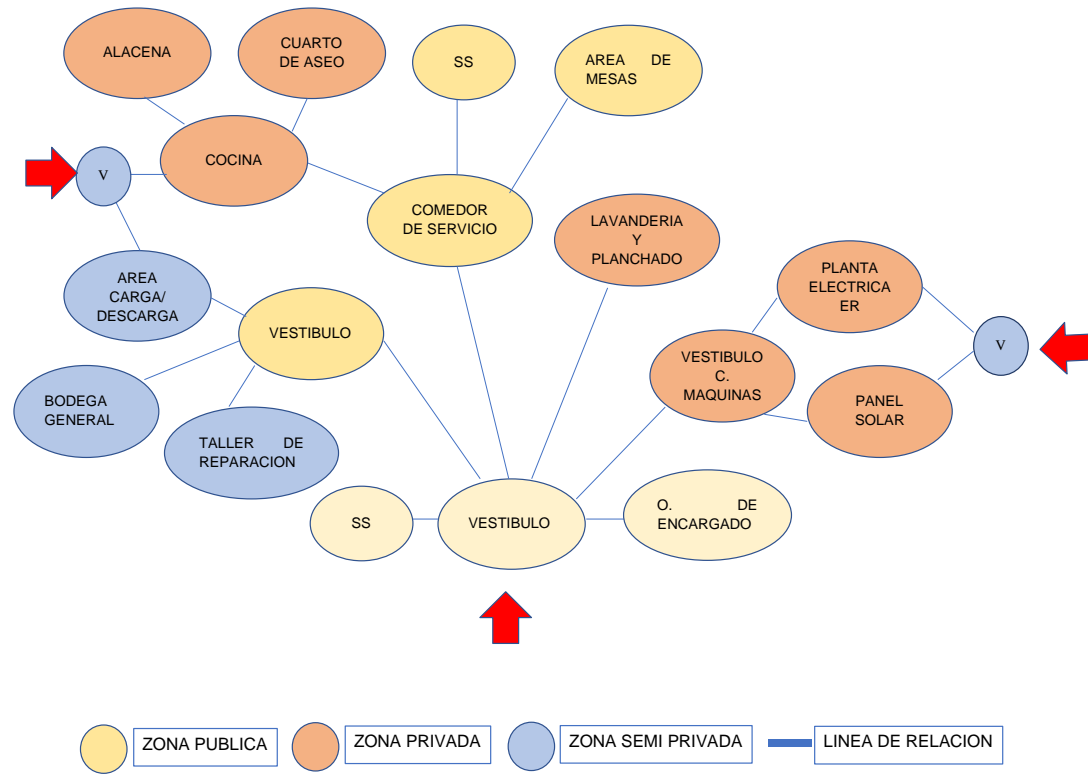 ALACENA
CUARTO
DE ASEO
SS
AREA DE
MESAS
COCINA
V
COMEDOR
DE SERVICIO
LAVANDERIA
Y
PLANCHADO
AREA
CARGA/
DESCARGA
VESTIBULO
PLANTA
ELECTRICA
ER
V
VESTIBULO
C.
MAQUINAS
BODEGA
GENERAL
TALLER DE
REPARACION
PANEL
SOLAR
SS
VESTIBULO
O. DE
ENCARGADO
ZONA PUBLICA
ZONA PRIVADA
ZONA SEMI PRIVADA
LINEA DE RELACION